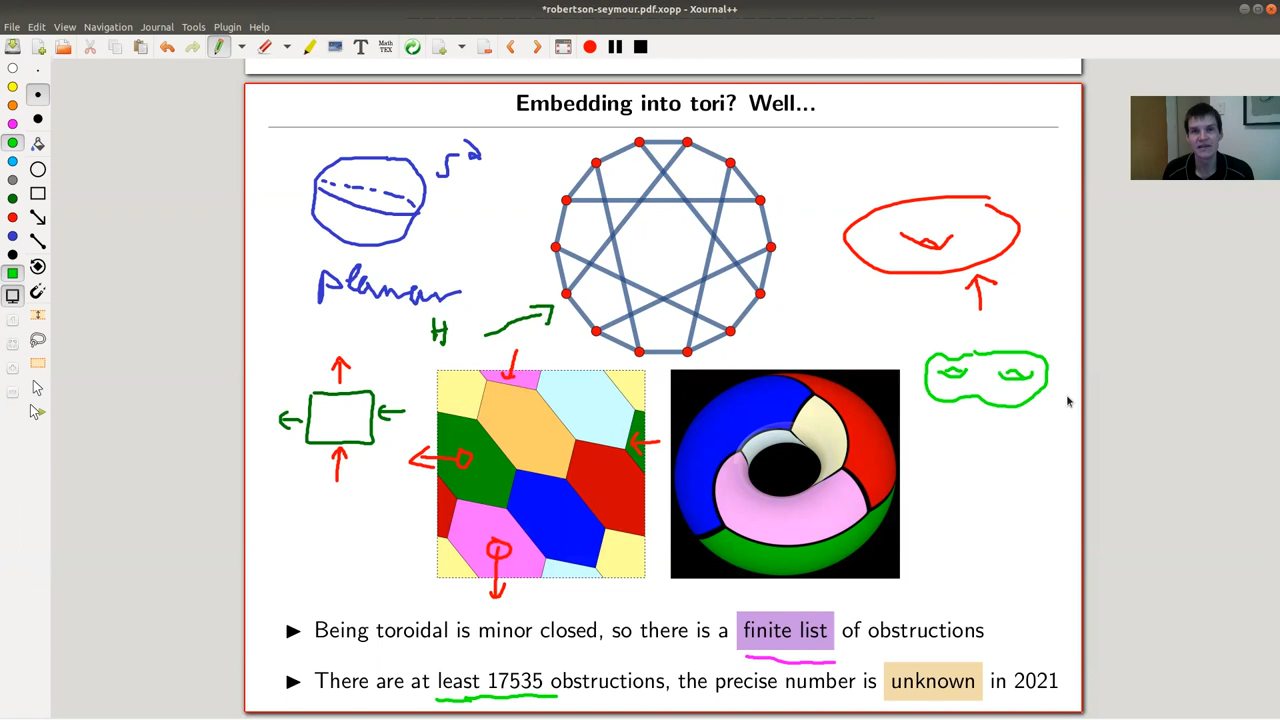 *robertson-seymour.pdf.xopp - Xournal++
File Edit View Navigation Journal Tools Plugin Help
T Math TEX
Embedding into tori? Well...
S²
planar
H
► Being toroidal is minor closed, so there is a finite list of obstructions
► There are at least 17535 obstructions, the precise number is unknown in 2021